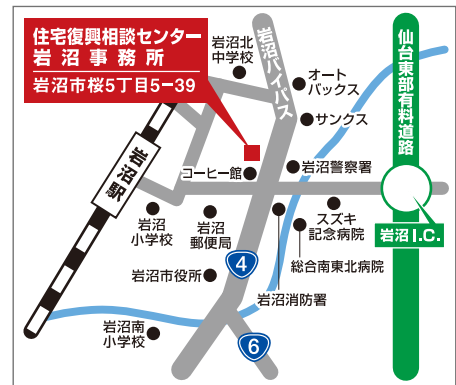 住宅復興相談センター
岩沼事務所
岩沼市桜5丁目5-39
岩沼北
中学校
岩沼バイパス
オート
バックス
サンクス
仙台東部有料道路
岩沼警察署
コーヒー館
岩沼駅
岩沼
小学校
岩沼
郵便局
スズキ
記念病院
岩沼I.C.
総合南東北病院
岩沼市役所
4
岩沼消防署
岩沼南
小学校
6